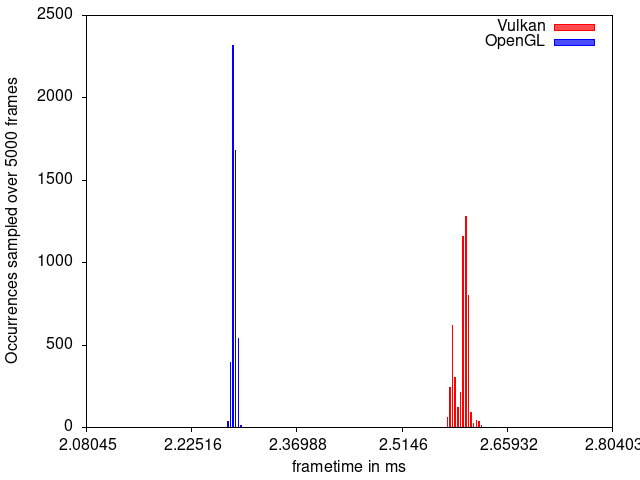 2500
2000
1500
1000
500
0
Occurrences sampled over 5000 frames
Vulkan
OpenGL
2.08045 2.22516 2.36988 2.5146 2.65932 2.80403
frametime in ms